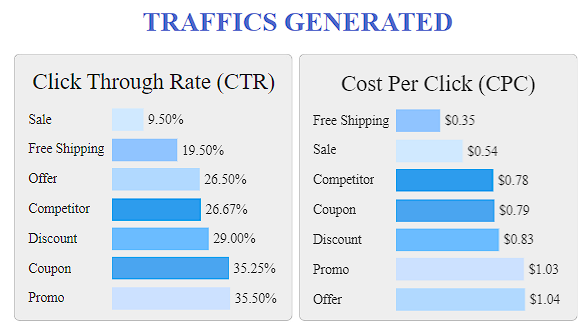 TRAFFICS GENERATED
Click Through Rate (CTR)
Sale 9.50%
Free Shipping 19.50%
Offer 26.50%
Competitor 26.67%
Discount 29.00%
Coupon 35.25%
Promo 35.50%
Cost Per Click (CPC)
Free Shipping $0.35
Sale $0.54
Competitor $0.78
Coupon $0.79
Discount $0.83
Promo $1.03
Offer $1.04